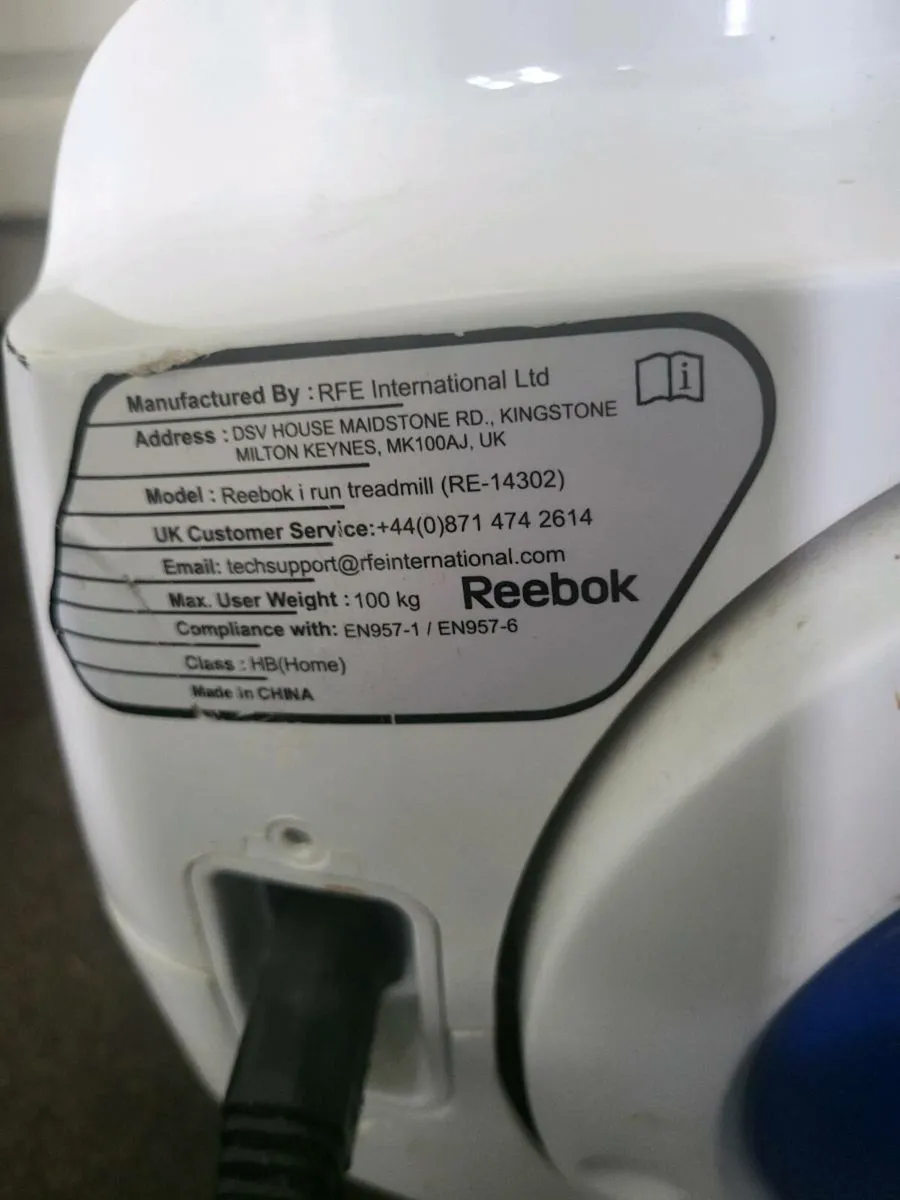 Manufactured By : RFE International Ltd
Address : DSV HOUSE MAIDSTONE RD., KINGSTONE
MILTON KEYNES, MK100AJ, UK
Model : Reebok i run treadmill (RE-14302)
UK Customer Service:+44(0)871 474 2614
Email: techsupport@rfeinternational.com
Max. User Weight : 100 kg
Reebok
Compliance with: EN957-1 / EN957-6
Class : HB(Home)
Made in CHINA